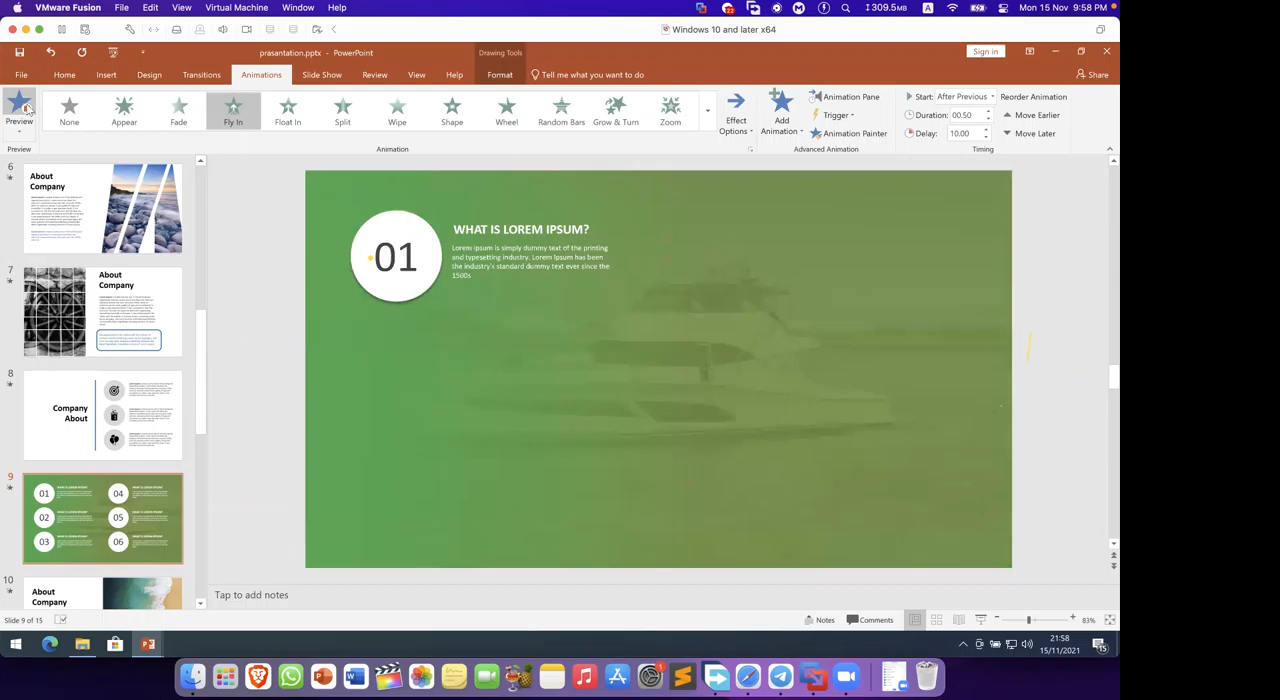 VMware Fusion File Edit View Virtual Machine Window Help
309.5MB A Mon 15 Nov 9:58 PM
Windows 10 and later x64
prasantation.pptx - PowerPoint Drawing Tools Sign in
File Home Insert Design Transitions Animations Slide Show Review View Help Format Tell me what you want to do Share
Preview None Appear Fade Fly In Float In Split Wipe Shape Wheel Random Bars Grow & Turn Zoom
Effect Options Add Animation
Animation Pane Start: After Previous Reorder Animation
Trigger Duration: 00.50 Move Earlier
Animation Painter Delay: 10.00 Move Later
Preview Animation Advanced Animation Timing
6
About
Company
7
About
Company
8
Company
About
9
01 04
02 05
03 06
10
About
Company
01
WHAT IS LOREM IPSUM?
Lorem Ipsum is simply dummy text of the printing
and typesetting industry. Lorem Ipsum has been
the industry's standard dummy text ever since the
1500s
Tap to add notes
Slide 9 of 15 Notes Comments 83%
21:58
15/11/2021
15